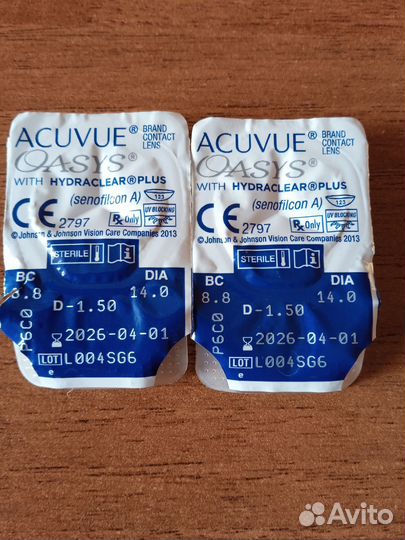 ACUVUE® BRAND CONTACT LENS
OASYS®
WITH HYDRACLEAR® PLUS
(senofilcon A) 123
CE 2797 Rx Only UV BLOCKING
©Johnson & Johnson Vision Care Companies 2013
STERILE
BC DIA
8.8 14.0
D-1.50
P6C0
2026-04-01
LOT L004SG6
e
ACUVUE® BRAND CONTACT LENS
OASYS®
WITH HYDRACLEAR® PLUS
(senofilcon A) 123
CE 2797 Rx Only UV BLOCKING
©Johnson & Johnson Vision Care Companies 2013
STERILE
BC DIA
8.8 14.0
D-1.50
P6C0
2026-04-01
LOT L004SG6
e
Avito